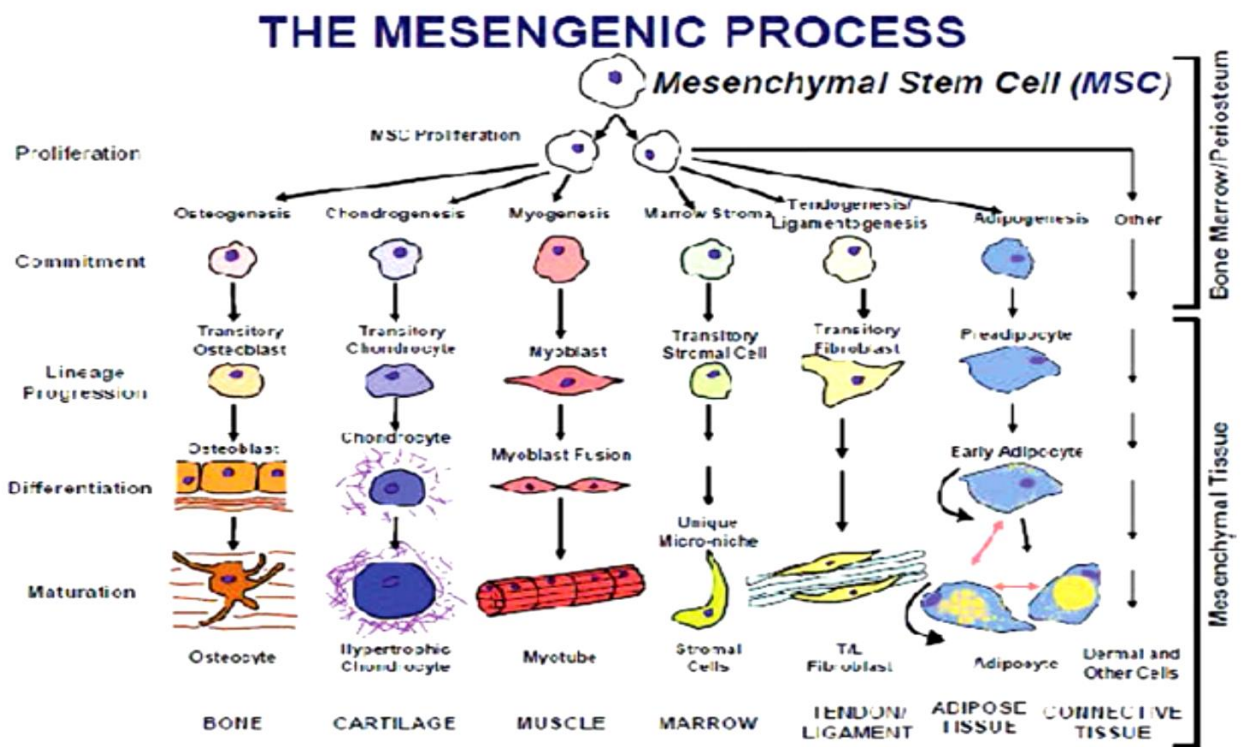 THE MESENGENIC PROCESS
Mesenchymal Stem Cell (MSC)
MSC Proliferation
Proliferation
Osteogenesis
Chondrogenesis
Myogenesis
Marrow Stroma
Tendogenesis/
Ligamentogenesis
Adipogenesis
Other
Commitment
Bone Marrow/Periosteum
Transitory
Osteoblast
Transitory
Chondrocyte
Myoblast
Transitory
Stromal Cell
Transitory
Fibroblast
Preadipocyte
Lineage
Progression
Osteoblast
Chondrocyte
Myoblast Fusion
Early Adipocyte
Differentiation
Unique
Micro-niche
Maturation
Mesenchymal Tissue
Osteocyte
Hypertrophic
Chondrocyte
Myotube
Stromal
Cells
T/L
Fibroblast
Adipocyte
Dermal and
Other Cells
BONE
CARTILAGE
MUSCLE
MARROW
TENDON/
LIGAMENT
ADIPOSE
TISSUE
CONNECTIVE
TISSUE